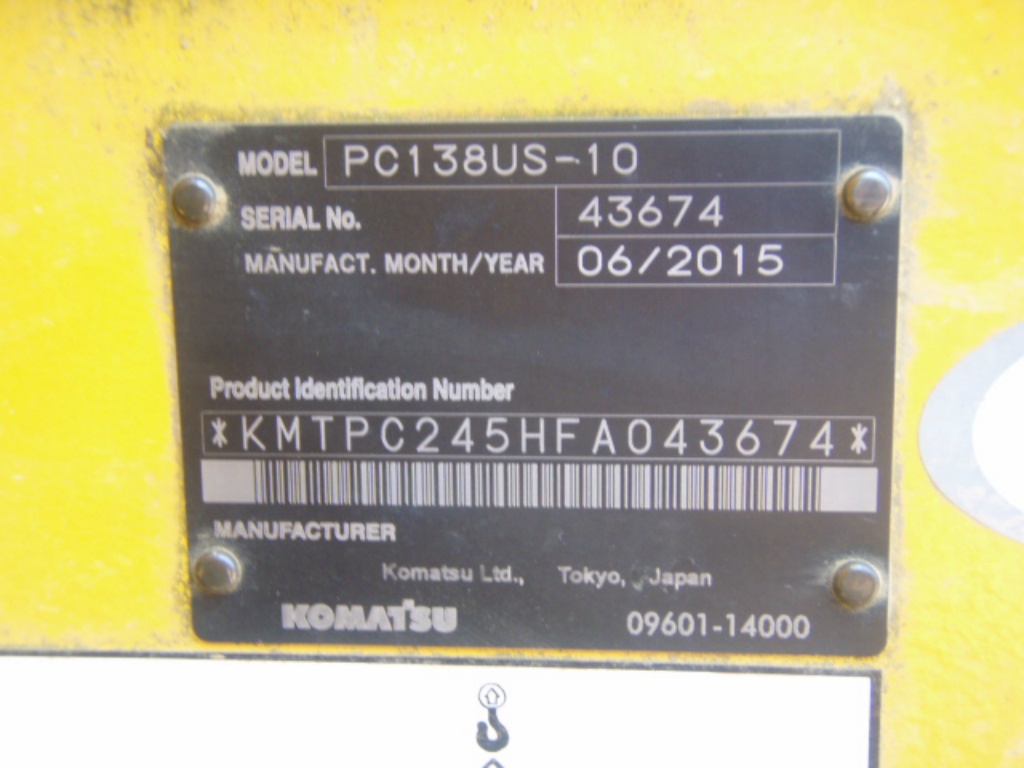 MODEL PC138US-10
SERIAL No. 43674
MANUFACT. MONTH/YEAR 06/2015
Product Identification Number
*KMTPC245HFA043674*
MANUFACTURER
Komatsu Ltd., Tokyo, Japan
KOMATSU 09601-14000